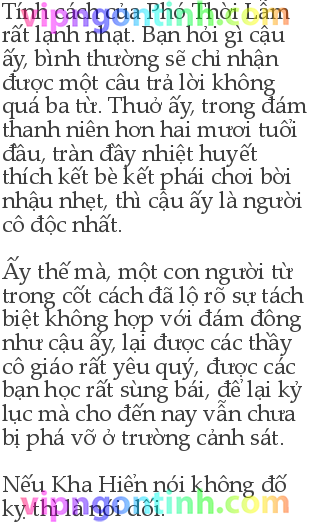 Tính cách của Phó Thời Lẫm
rất lạnh nhạt. Bạn hỏi gì cậu
ấy, bình thường sẽ chỉ nhận
được một câu trả lời không
quá ba từ. Thuở ấy, trong đám
thanh niên hơn hai mươi tuổi
đầu, tràn đầy nhiệt huyết
thích kết bè kết phái chơi bời
nhậu nhẹt, thì cậu ấy là người
cô độc nhất.
Ấy thế mà, một con người từ
trong cốt cách đã lộ rõ sự tách
biệt không hợp với đám đông
như cậu ấy, lại được các thầy
cô giáo rất yêu quý, được các
bạn học rất sùng bái, để lại kỷ
lục mà cho đến nay vẫn chưa
bị phá vỡ ở trường cảnh sát.
Nếu Kha Hiển nói không đố
kỵ thì là nói dối.
vipngontinh.com
vipngontinh.com